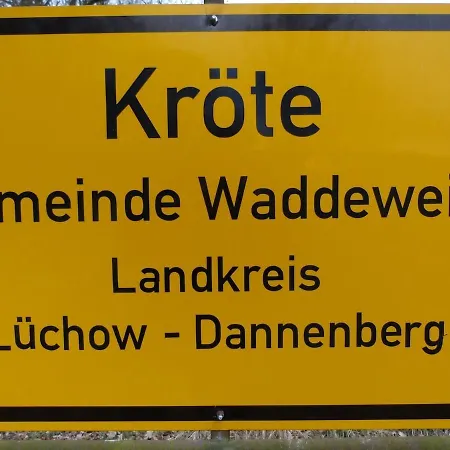 Kröte
meinde Waddewei
Landkreis
Lüchow - Dannenberg